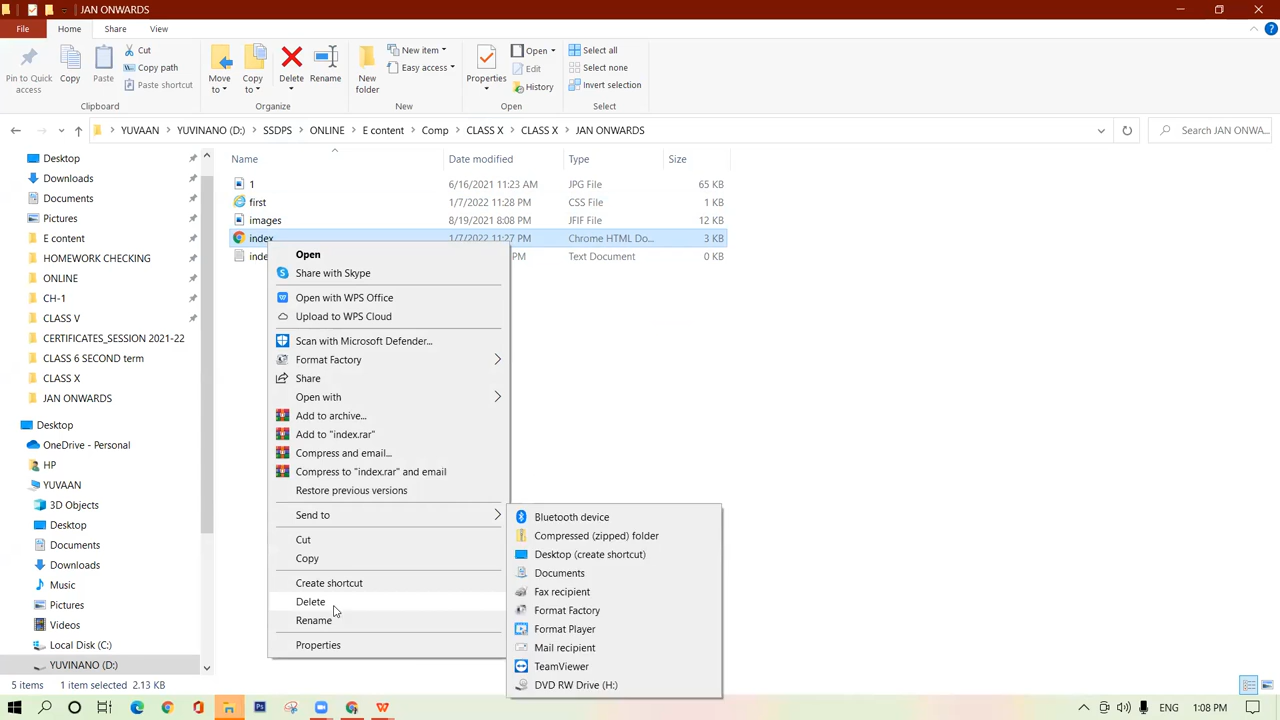 JAN ONWARDS
File Home Share View
Pin to Quick access
Copy
Paste
Cut
Copy path
Paste shortcut
Move to
Copy to
Delete
Rename
New folder
New item
Easy access
Properties
Open
Edit
History
Select all
Select none
Invert selection
Clipboard Organize New Open Select
YUVAAN YUVINANO (D:) SSDPS ONLINE E content Comp CLASS X CLASS X JAN ONWARDS
Search JAN ONWA...
Name Date modified Type Size
1 6/16/2021 11:23 AM JPG File 65 KB
first 1/7/2022 11:28 PM CSS File 1 KB
images 8/19/2021 8:08 PM JFIF File 12 KB
index 1/7/2022 11:27 PM Chrome HTML Do... 3 KB
inde PM Text Document 0 KB
Desktop
Downloads
Documents
Pictures
E content
HOMEWORK CHECKING
ONLINE
CH-1
CLASS V
CERTIFICATES_SESSION 2021-22
CLASS 6 SECOND term
CLASS X
JAN ONWARDS
Desktop
OneDrive - Personal
HP
YUVAAN
3D Objects
Desktop
Documents
Downloads
Music
Pictures
Videos
Local Disk (C:)
YUVINANO (D:)
Open
Share with Skype
Open with WPS Office
Upload to WPS Cloud
Scan with Microsoft Defender...
Format Factory
Share
Open with
Add to archive...
Add to "index.rar"
Compress and email...
Compress to "index.rar" and email
Restore previous versions
Send to
Cut
Copy
Create shortcut
Delete
Rename
Properties
Bluetooth device
Compressed (zipped) folder
Desktop (create shortcut)
Documents
Fax recipient
Format Factory
Format Player
Mail recipient
TeamViewer
DVD RW Drive (H:)
5 items 1 item selected 2.13 KB
ENG 1:08 PM